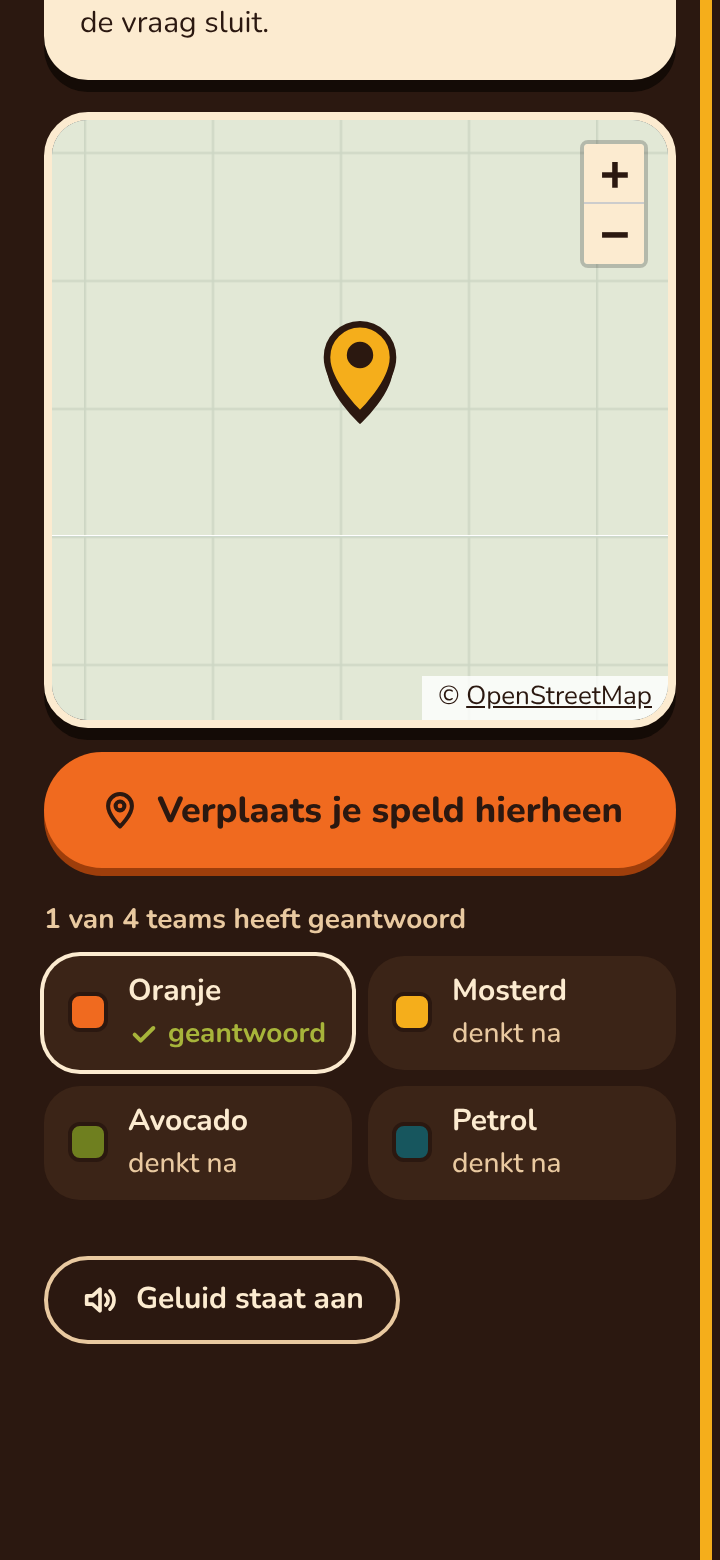 de vraag sluit.
+
−
© OpenStreetMap
Verplaats je speld hierheen
1 van 4 teams heeft geantwoord
Oranje
geantwoord
Mosterd
denkt na
Avocado
denkt na
Petrol
denkt na
Geluid staat aan